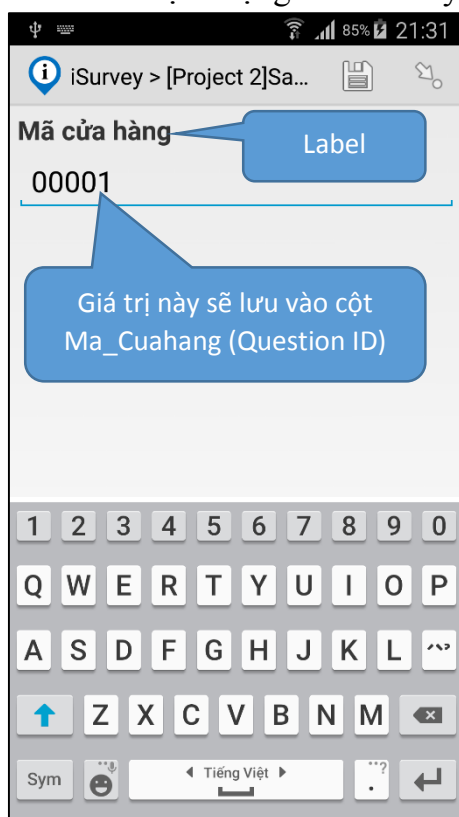 85% 21:31
iSurvey > [Project 2]Sa...
Mã cửa hàng
Label
00001
Giá trị này sẽ lưu vào cột
Ma_Cuahang (Question ID)
1 2 3 4 5 6 7 8 9 0
Q W E R T Y U I O P
A S D F G H J K L
Z X C V B N M
Sym Tiếng Việt . ?